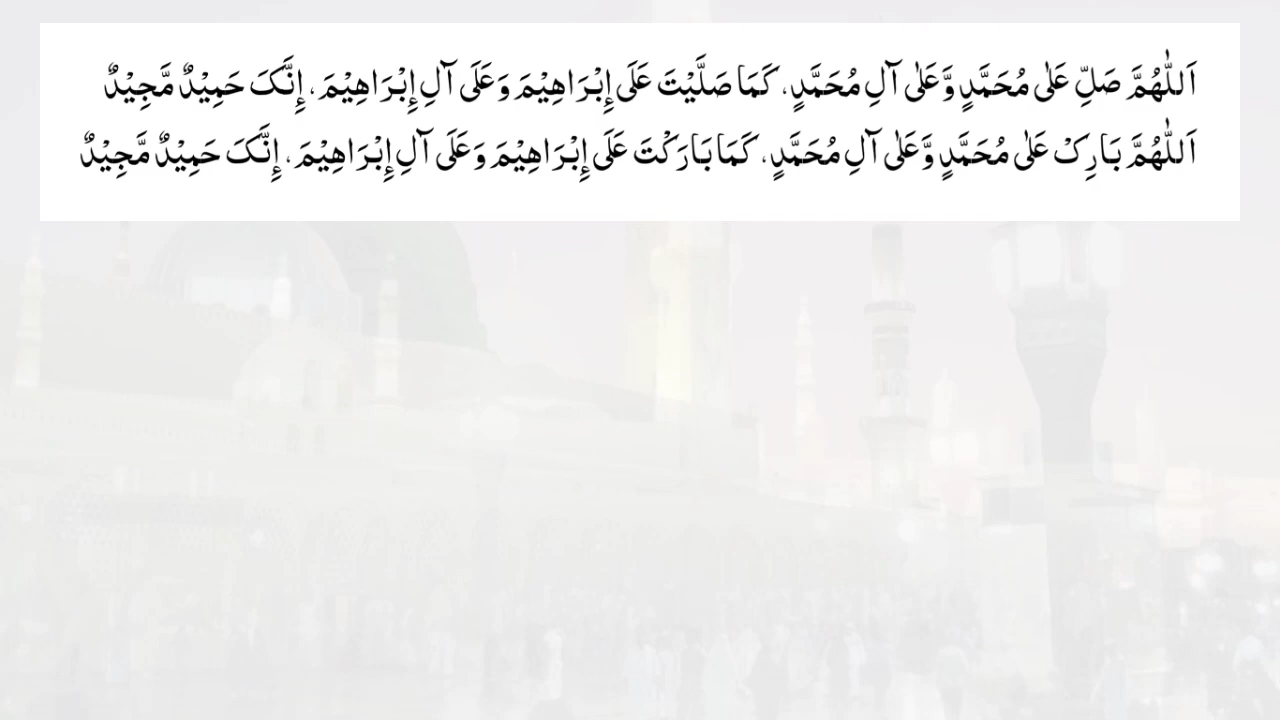 اَللّٰهُمَّ صَلِّ عَلٰی مُحَمَّدٍ وَّعَلٰی آلِ مُحَمَّدٍ، كَمَا صَلَّيْتَ عَلَی إِبْرَاهِيْمَ وَعَلَی آلِ إِبْرَاهِيْمَ، إِنَّکَ حَمِيْدٌ مَّجِيْدٌ
اَللّٰهُمَّ بَارِکْ عَلٰی مُحَمَّدٍ وَّعَلٰی آلِ مُحَمَّدٍ، كَمَا بَارَكْتَ عَلَی إِبْرَاهِيْمَ وَعَلَی آلِ إِبْرَاهِيْمَ، إِنَّکَ حَمِيْدٌ مَّجِيْدٌ